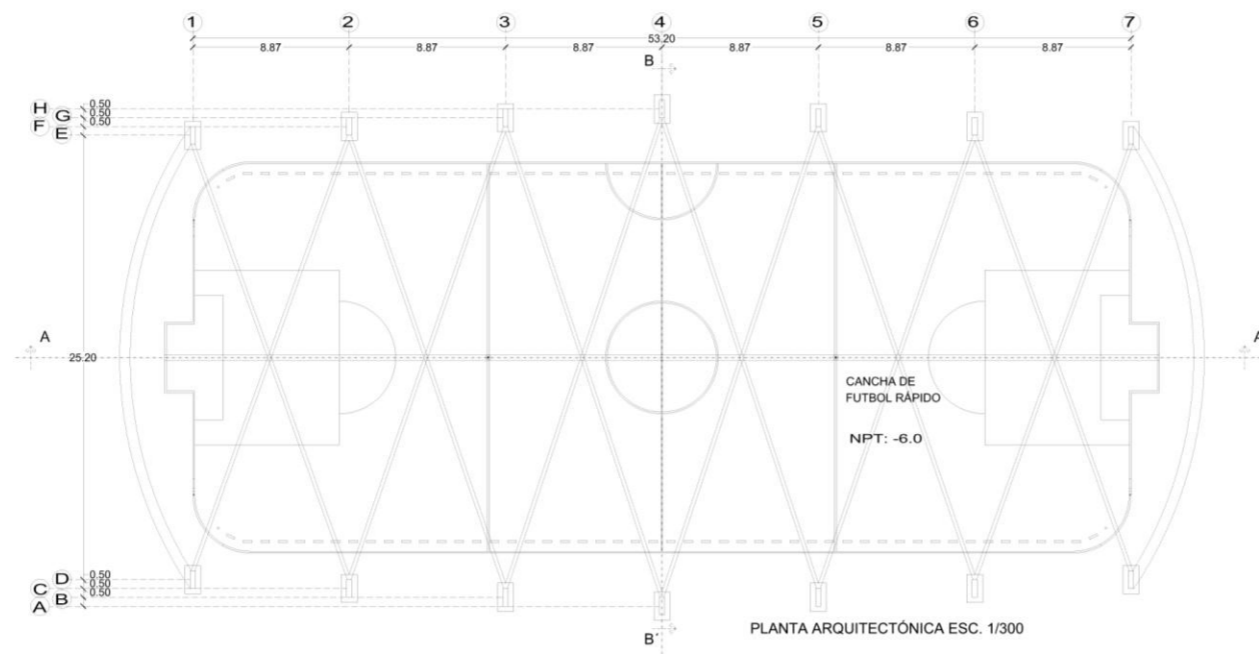 1 2 3 4 5 6 7
53.20
8.87 8.87 8.87 8.87 8.87 8.87
B
H 0.50
G 0.50
F 0.50
E
A A
25.20
CANCHA DE
FUTBOL RÁPIDO
NPT: -6.0
D 0.50
C 0.50
B 0.50
A
B'
PLANTA ARQUITECTÓNICA ESC. 1/300